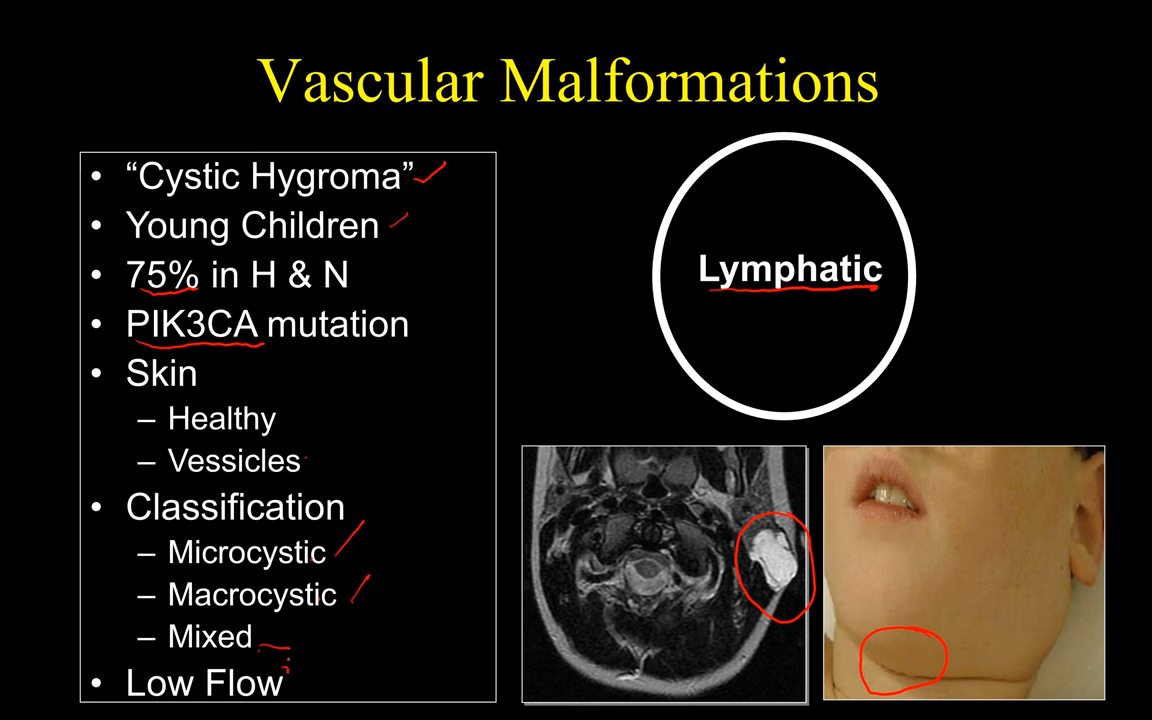 Vascular Malformations
• “Cystic Hygroma”
• Young Children
• 75% in H & N
• PIK3CA mutation
• Skin
– Healthy
– Vessicles
• Classification
– Microcystic
– Macrocystic
– Mixed
• Low Flow
Lymphatic